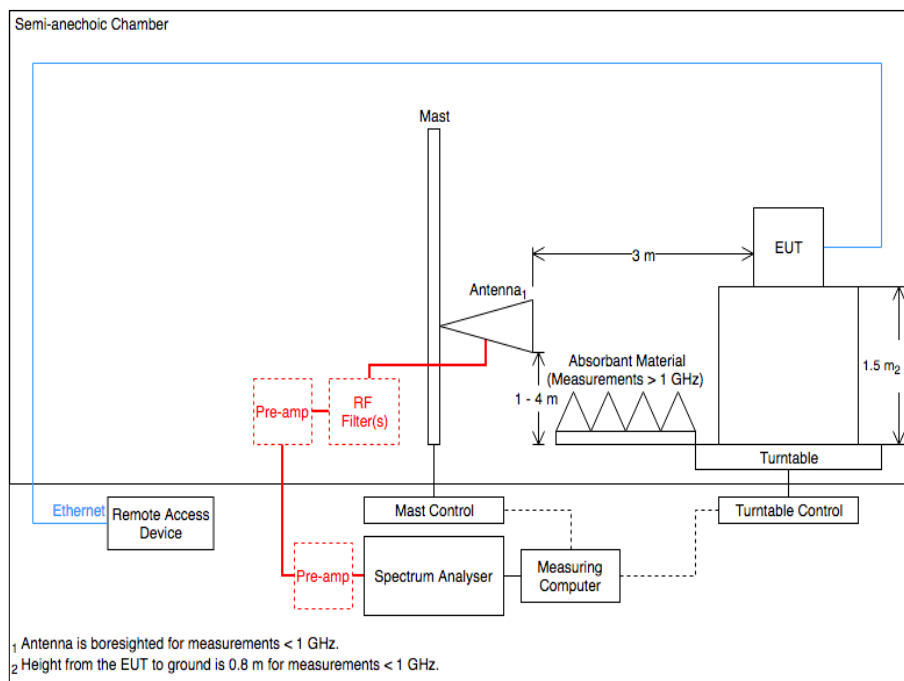 Semi-anechoic Chamber
Mast
EUT
3 m
Antenna1
Absorbant Material
(Measurements > 1 GHz)
1.5 m2
1 - 4 m
Pre-amp
RF
Filter(s)
Turntable
Ethernet
Remote Access
Device
Mast Control
Turntable Control
Pre-amp
Spectrum Analyser
Measuring
Computer
1 Antenna is boresighted for measurements < 1 GHz.
2 Height from the EUT to ground is 0.8 m for measurements < 1 GHz.